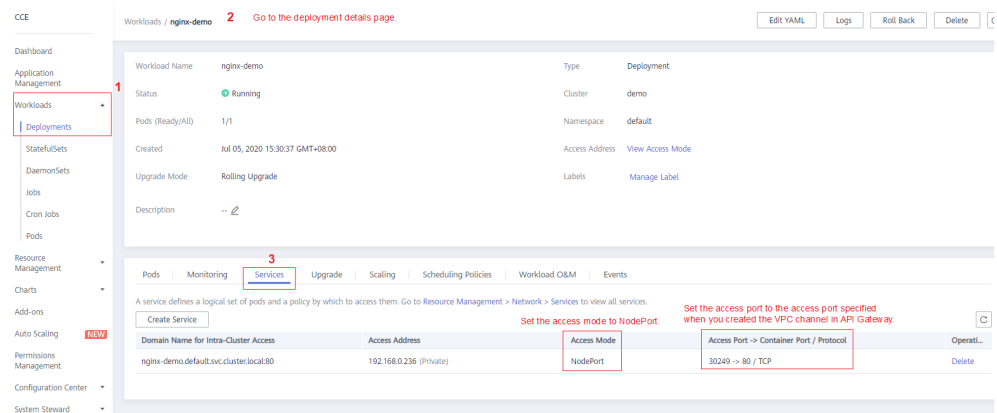 CCE
Dashboard
Application
Management
1
Workloads
Deployments
StatefulSets
DaemonSets
Jobs
Cron Jobs
Pods
Resource
Management
Charts
Add-ons
Auto Scaling NEW
Permissions
Management
Configuration Center
System Steward
Workloads / nginx-demo 2 Go to the deployment details page. Edit YAML Logs Roll Back Delete
Workload Name nginx-demo Type Deployment
Status Running Cluster demo
Pods (Ready/All) 1/1 Namespace default
Created Jul 05, 2020 15:30:37 GMT+08:00 Access Address View Access Mode
Upgrade Mode Rolling Upgrade Labels Manage Label
Description --
3
Pods Monitoring Services Upgrade Scaling Scheduling Policies Workload O&M Events
A service defines a logical set of pods and a policy by which to access them. Go to Resource Management > Network > Services to view all services.
Create Service Set the access mode to NodePort. Set the access port to the access port specified
when you created the VPC channel in API Gateway.
Domain Name for Intra-Cluster Access Access Address Access Mode Access Port -> Container Port / Protocol Operati...
nginx-demo.default.svc.cluster.local:80 192.168.0.236 (Private) NodePort 30249 -> 80 / TCP Delete